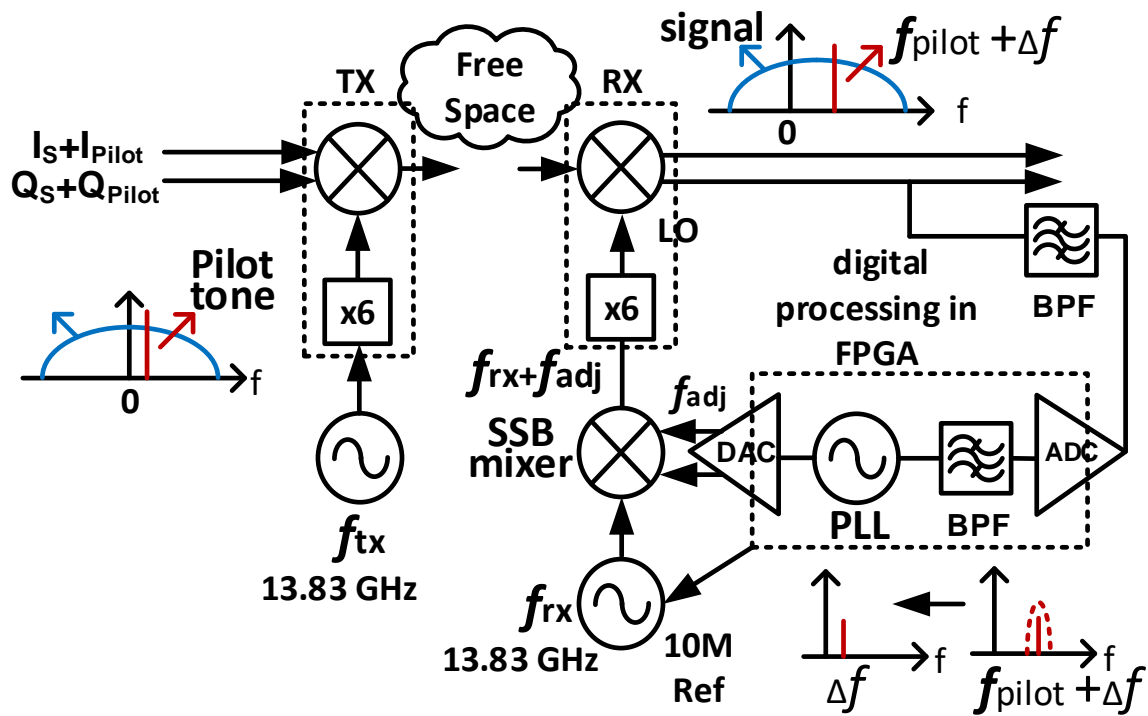 signal
fpilot +Δf
f
0
Free
Space
TX
RX
IS+IPilot
QS+QPilot
LO
Pilot
tone
x6
x6
digital
processing in
FPGA
BPF
f
0
frx+fadj
fadj
SSB
mixer
DAC
PLL
BPF
ADC
ftx
13.83 GHz
frx
13.83 GHz
10M
Ref
f
Δf
f
fpilot +Δf